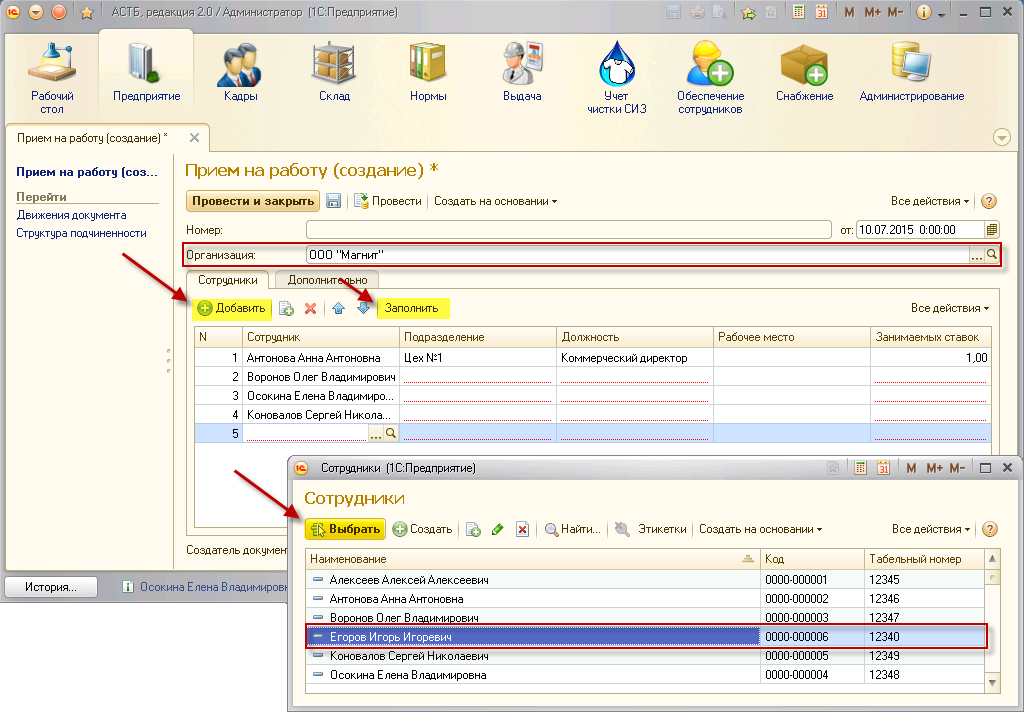 АСТБ, редакция 2.0 / Администратор (1С:Предприятие)
M M+ M-
Рабочий стол
Предприятие
Кадры
Склад
Нормы
Выдача
Учет чистки СИЗ
Обеспечение сотрудников
Снабжение
Администрирование
Прием на работу (создание) *
Прием на работу (соз...
Перейти
Движения документа
Структура подчиненности
Прием на работу (создание) *
Провести и закрыть Провести Создать на основании Все действия
Номер: от: 10.07.2015 0:00:00
Организация: ООО "Магнит" ...
Сотрудники Дополнительно
Добавить Заполнить Все действия
N Сотрудник Подразделение Должность Рабочее место Занимаемых ставок
1 Антонова Анна Антоновна Цех №1 Коммерческий директор 1,00
2 Воронов Олег Владимирович
3 Осокина Елена Владимиро...
4 Коновалов Сергей Никола...
5 ...
Создатель докумен
История... Осокина Елена Владимировн
Сотрудники (1С:Предприятие) 31 M M+ M-
Сотрудники
Выбрать Создать Найти... Этикетки Создать на основании Все действия
Наименование Код Табельный номер
Алексеев Алексей Алексеевич 0000-000001 12345
Антонова Анна Антоновна 0000-000002 12346
Воронов Олег Владимирович 0000-000003 12347
Егоров Игорь Игоревич 0000-000006 12340
Коновалов Сергей Николаевич 0000-000005 12349
Осокина Елена Владимировна 0000-000004 12348